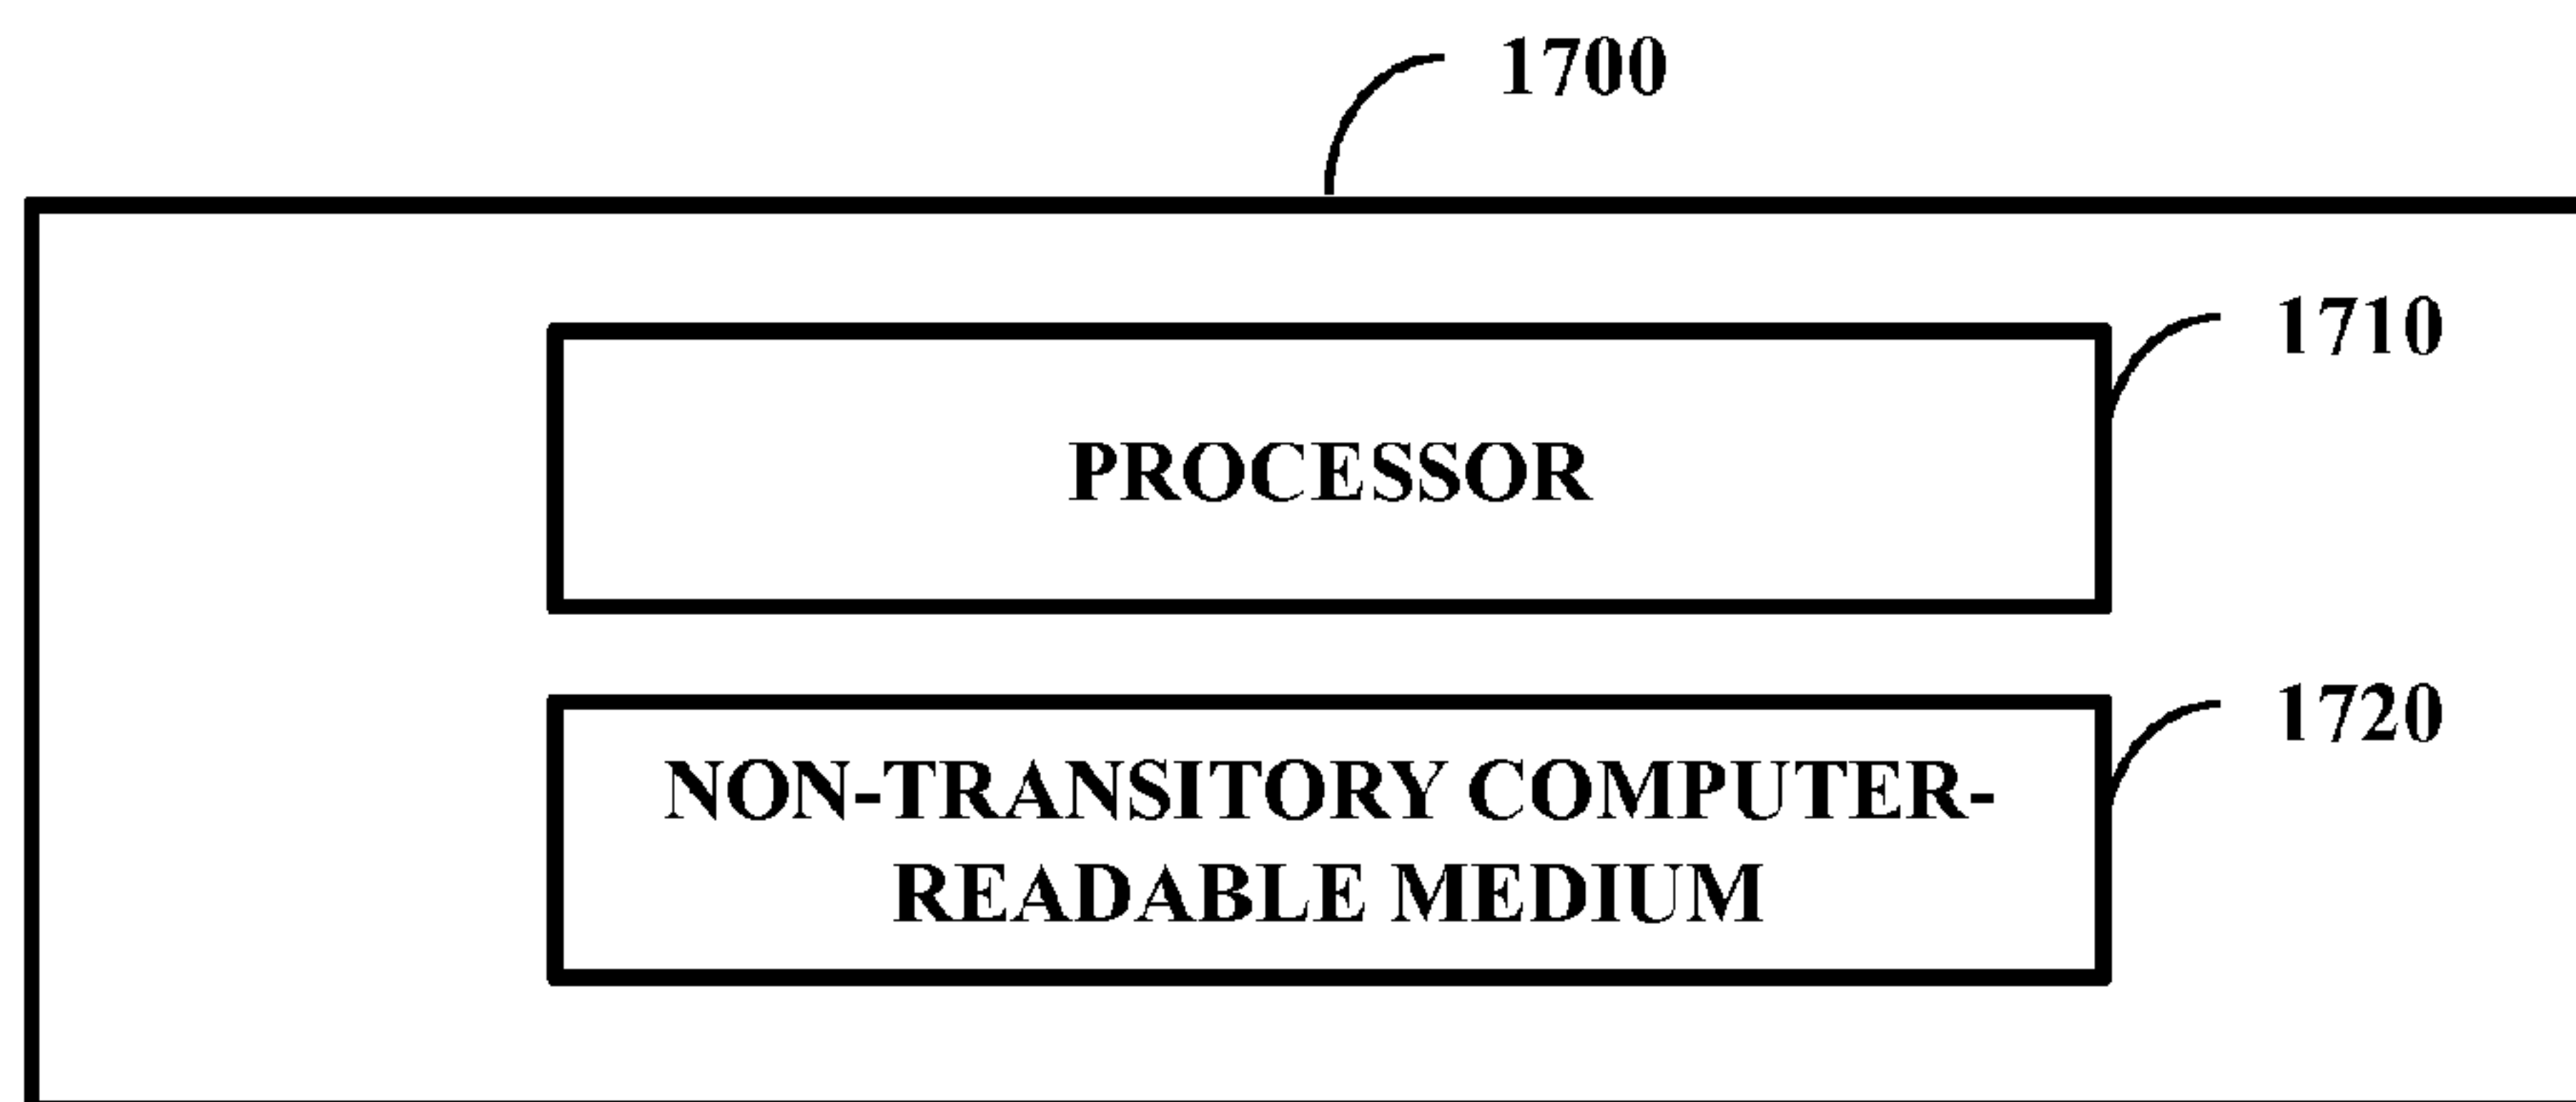 1700
1710
PROCESSOR
1720
NON-TRANSITORY COMPUTER-
READABLE MEDIUM